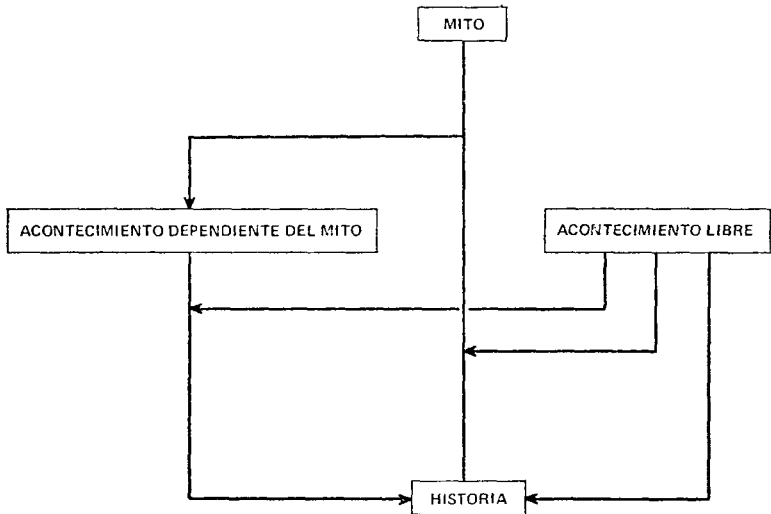 MITO
ACONTECIMIENTO DEPENDIENTE DEL MITO
ACONTECIMIENTO LIBRE
HISTORIA